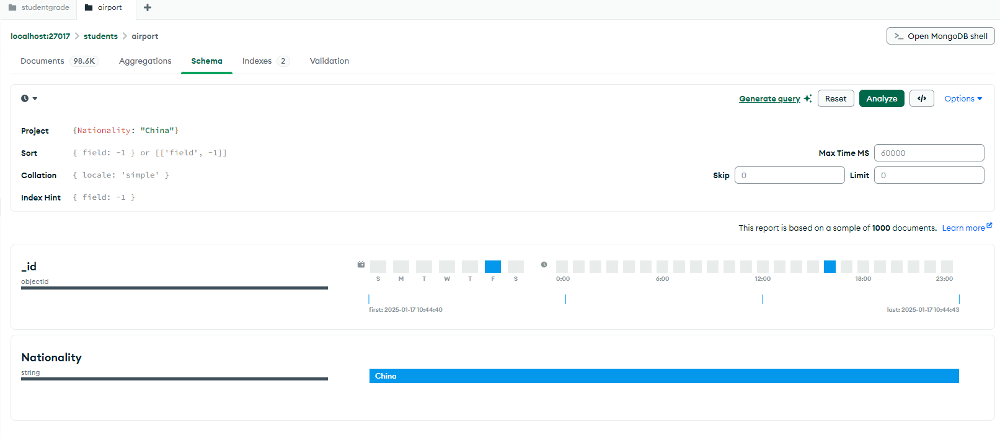 studentgrade airport +
localhost:27017 > students > airport
>_ Open MongoDB shell
Documents 98.6K Aggregations Schema Indexes 2 Validation
Generate query Reset Analyze </> Options
Project {Nationality: "China"}
Sort { field: -1 } or [['field', -1]] Max Time MS 60000
Collation { locale: 'simple' } Skip 0 Limit 0
Index Hint { field: -1 }
This report is based on a sample of 1000 documents. Learn more
_id
objectid
S M T W T F S 0:00 6:00 12:00 18:00 23:00
first: 2025-01-17 10:44:40 last: 2025-01-17 10:44:43
Nationality
string
China